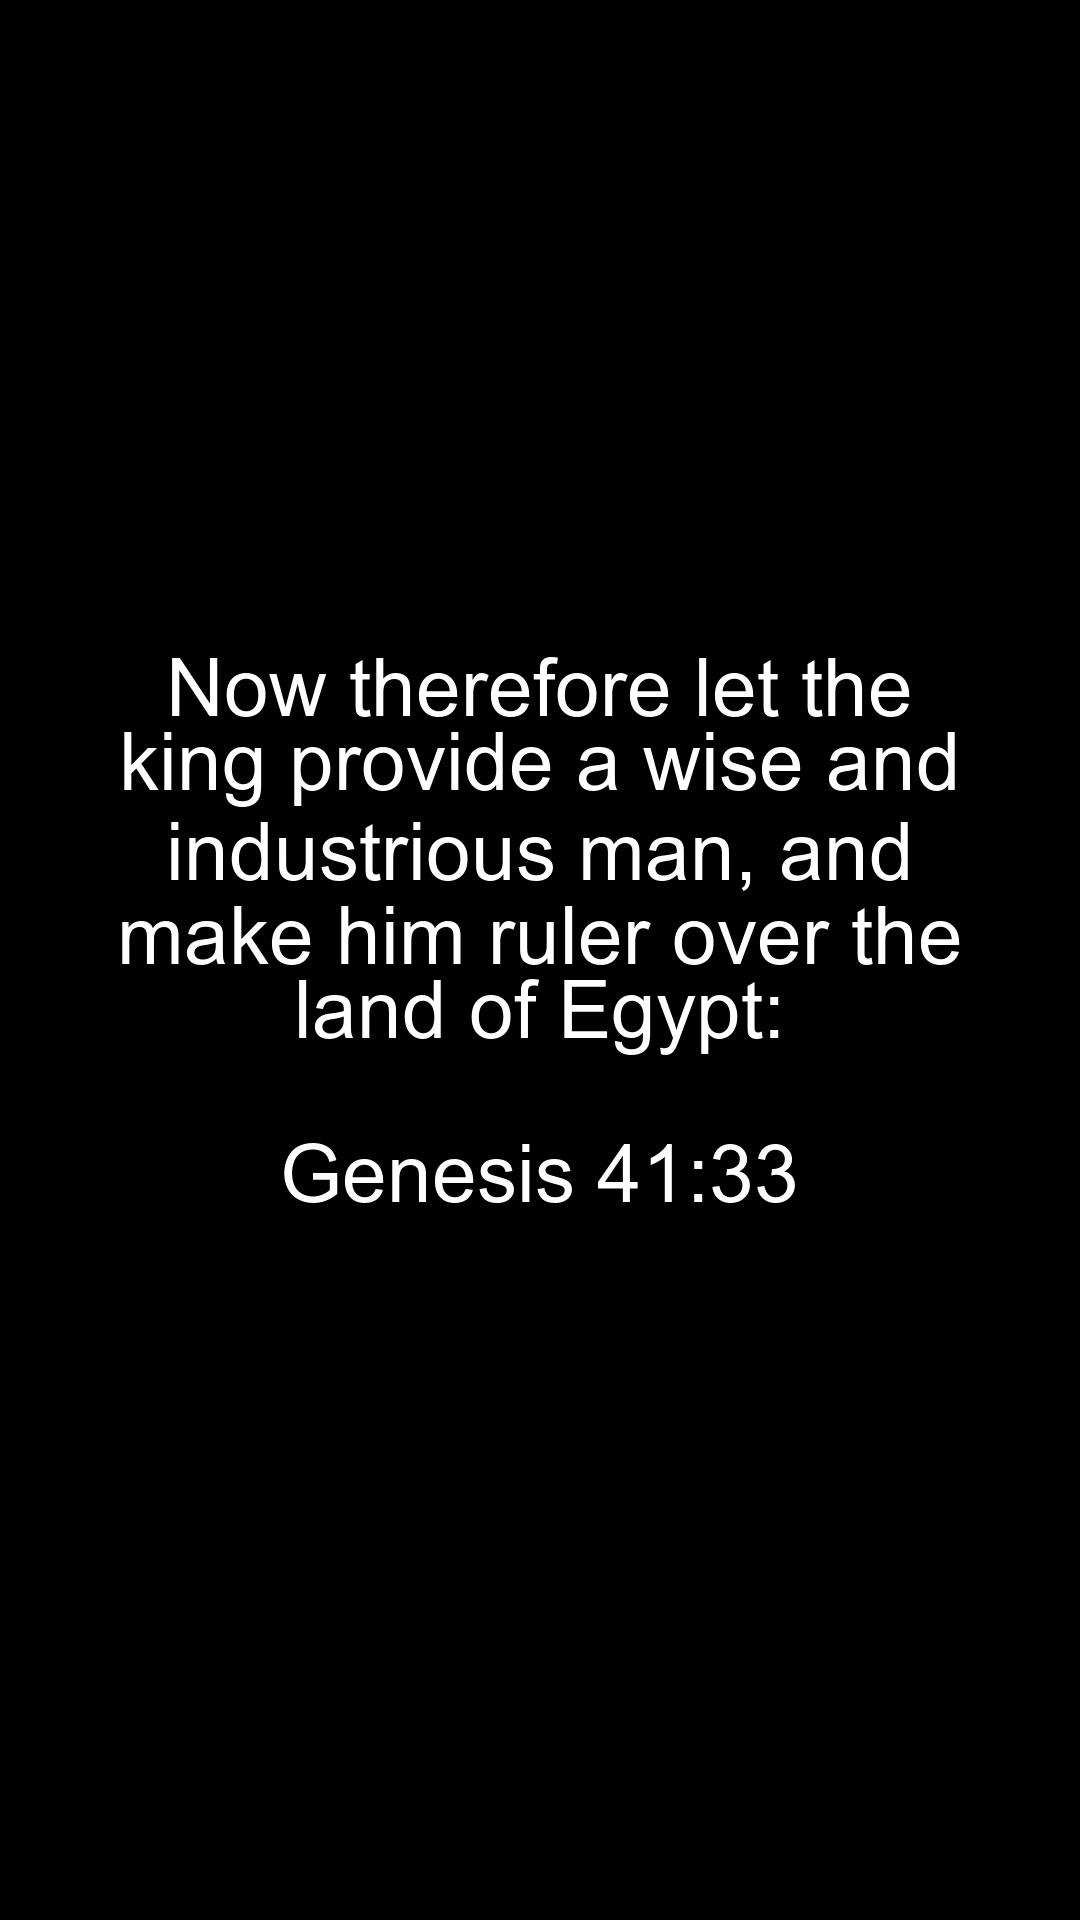 Now therefore let the
king provide a wise and
industrious man, and
make him ruler over the
land of Egypt:
Genesis 41:33